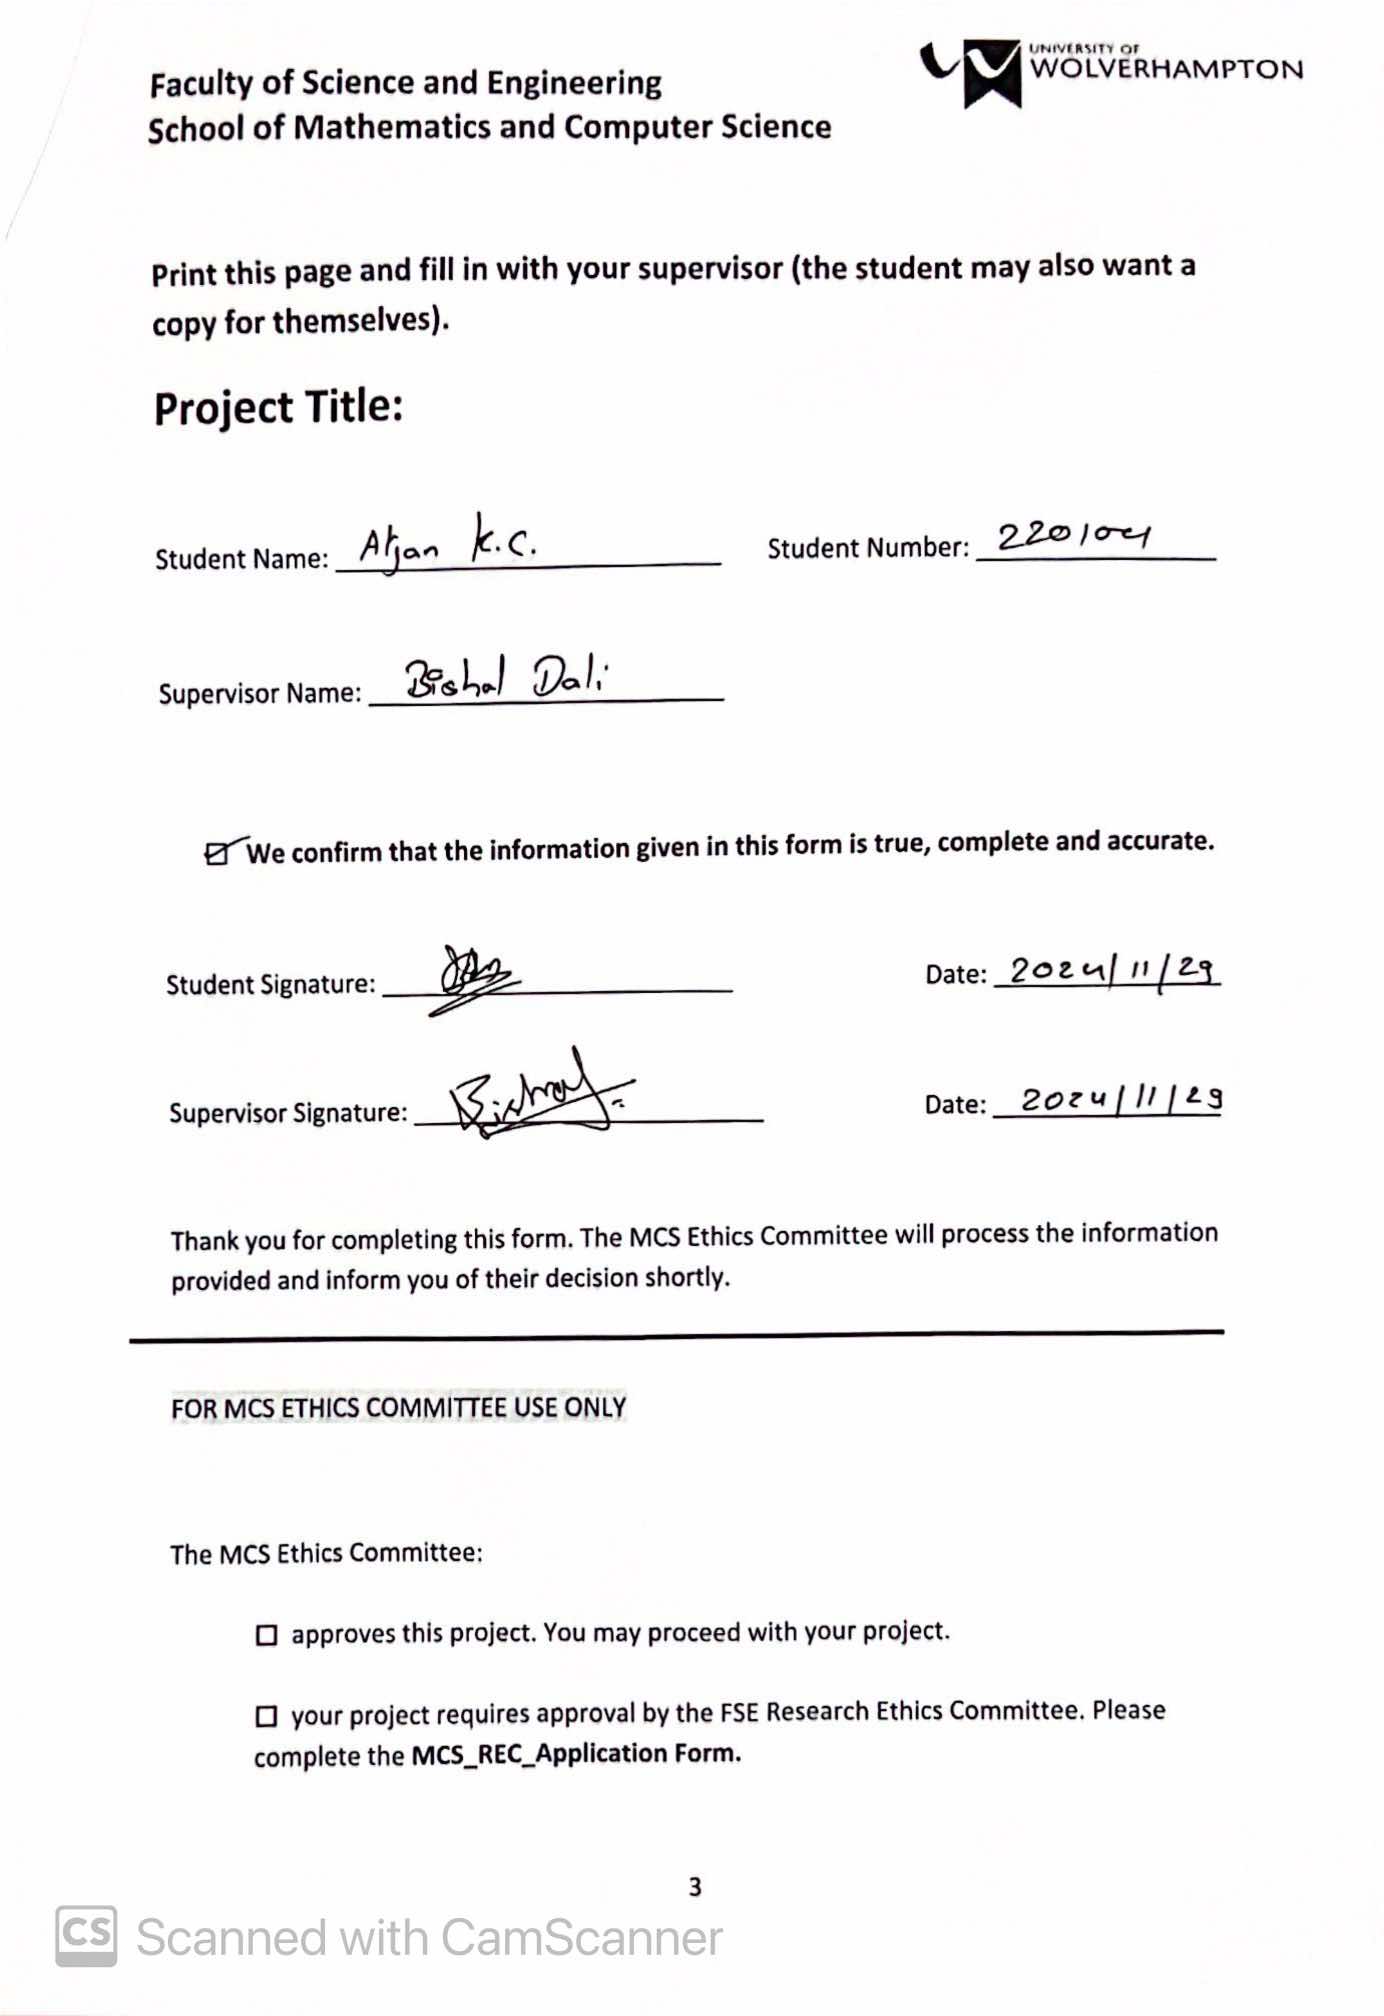 UNIVERSITY OF
WOLVERHAMPTON
Faculty of Science and Engineering
School of Mathematics and Computer Science
Print this page and fill in with your supervisor (the student may also want a
copy for themselves).
Project Title:
Student Name: Arjan K.C. Student Number: 220104
Supervisor Name: Bishal Dali
We confirm that the information given in this form is true, complete and accurate.
Student Signature: Date: 2024/11/29
Supervisor Signature: Date: 2024/11/29
Thank you for completing this form. The MCS Ethics Committee will process the information
provided and inform you of their decision shortly.
FOR MCS ETHICS COMMITTEE USE ONLY
The MCS Ethics Committee:
☐ approves this project. You may proceed with your project.
☐ your project requires approval by the FSE Research Ethics Committee. Please
complete the MCS_REC_Application Form.
3
CS Scanned with CamScanner